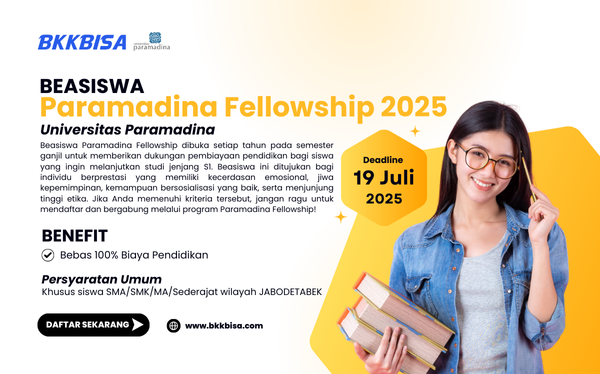 BKKBISA
paramadina
BEASISWA
Paramadina Fellowship 2025
Universitas Paramadina
Beasiswa Paramadina Fellowship dibuka setiap tahun pada semester
ganjil untuk memberikan dukungan pembiayaan pendidikan bagi siswa
yang ingin melanjutkan studi jenjang S1. Beasiswa ini ditujukan bagi
individu berprestasi yang memiliki kecerdasan emosional, jiwa
kepemimpinan, kemampuan bersosialisasi yang baik, serta menjunjung
tinggi etika. Jika Anda memenuhi kriteria tersebut, jangan ragu untuk
mendaftar dan bergabung melalui program Paramadina Fellowship!
Deadline
19 Juli
2025
BENEFIT
Bebas 100% Biaya Pendidikan
Persyaratan Umum
Khusus siswa SMA/SMK/MA/Sederajat wilayah JABODETABEK
DAFTAR SEKARANG
www.bkkbisa.com